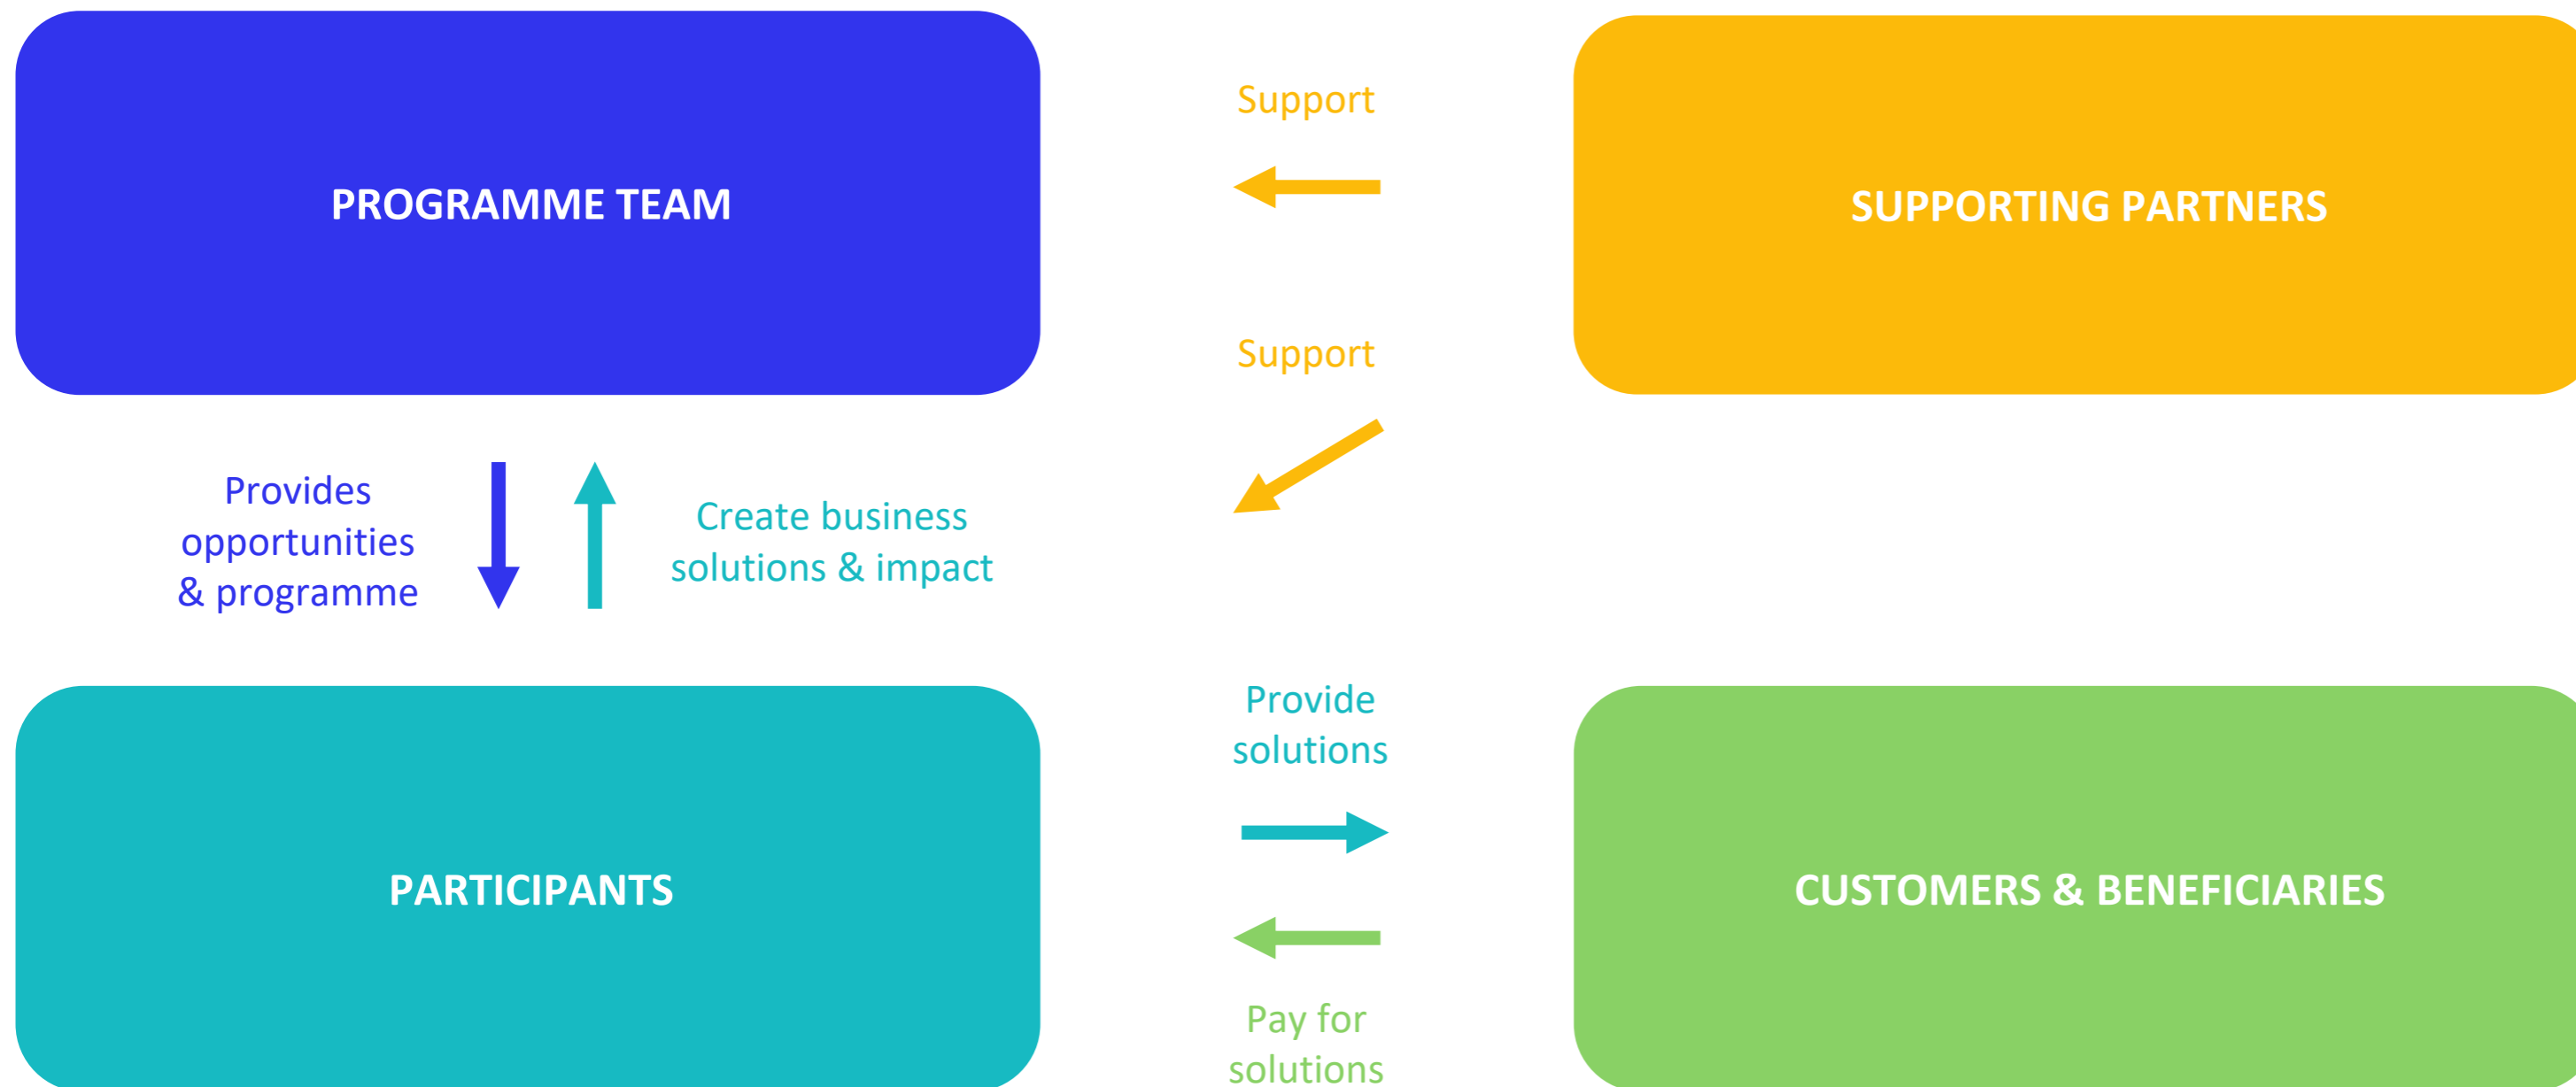 PROGRAMME TEAM
Support
SUPPORTING PARTNERS
Support
Provides
opportunities
& programme
Create business
solutions & impact
PARTICIPANTS
Provide
solutions
Pay for
solutions
CUSTOMERS & BENEFICIARIES